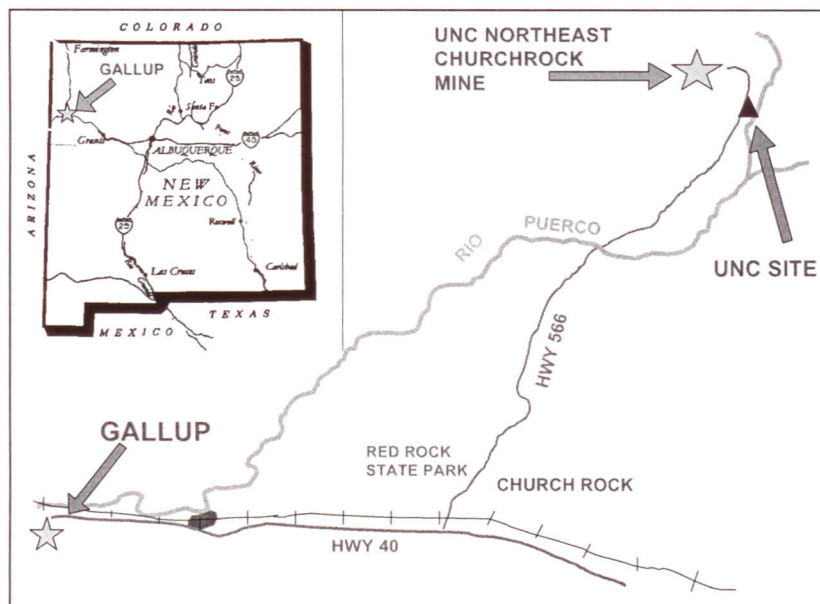 COLORADO
Farmington
GALLUP
Taos
25
Santa Fe
Grants
ALBUQUERQUE
40
ARIZONA
NEW
MEXICO
25
Roswell
Las Cruces
Carlsbad
MEXICO
TEXAS
UNC NORTHEAST
CHURCHROCK
MINE
RIO PUERCO
UNC SITE
HWY 566
GALLUP
RED ROCK
STATE PARK
CHURCH ROCK
HWY 40